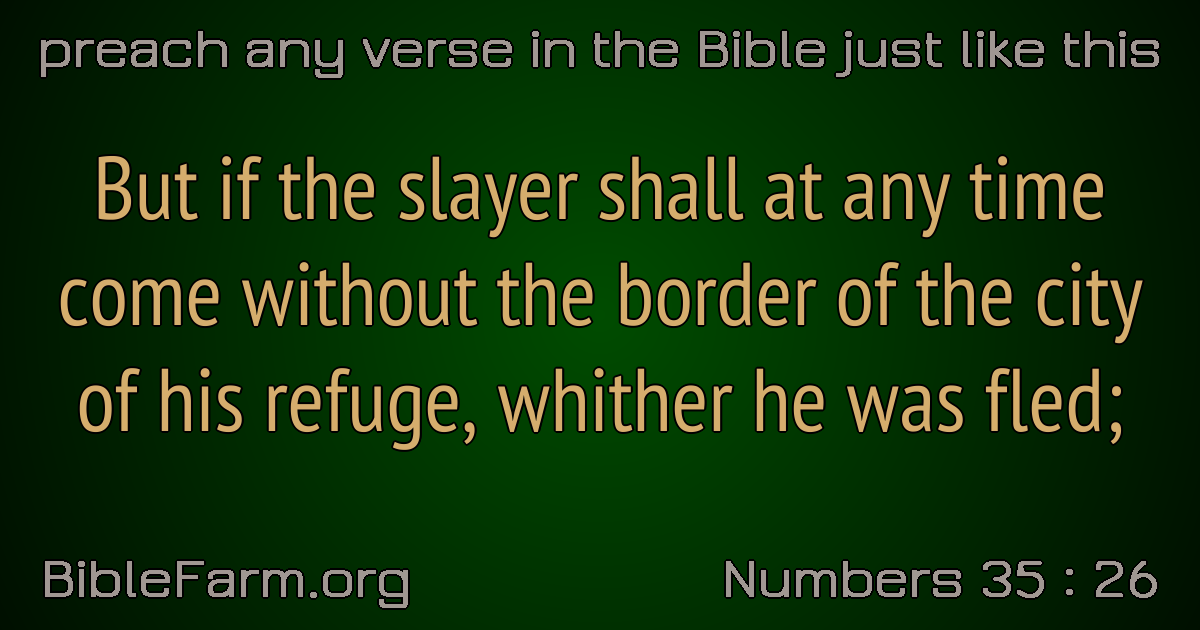 preach any verse in the Bible just like this
But if the slayer shall at any time
come without the border of the city
of his refuge, whither he was fled;
BibleFarm.org
Numbers 35 : 26